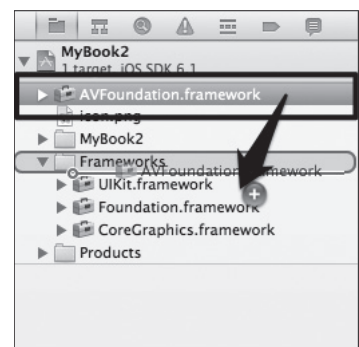 MyBook2
1 target, iOS SDK 6.1
AVFoundation.framework
icon.png
MyBook2
Frameworks
AVFoundation.framework
UIKit.framework
Foundation.framework
CoreGraphics.framework
Products